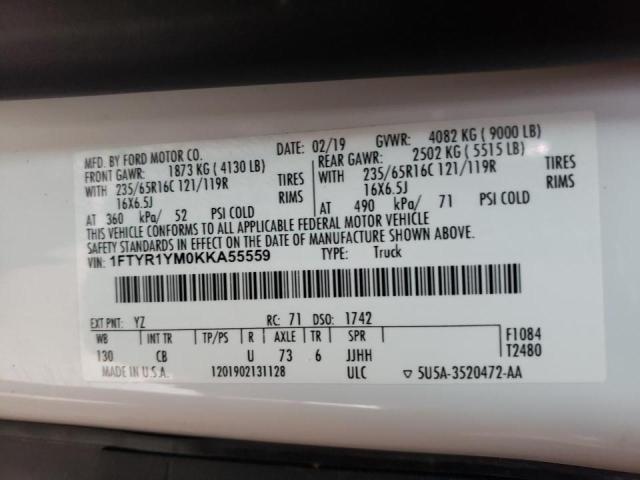 MFD. BY FORD MOTOR CO. DATE: 02/19 GVWR: 4082 KG ( 9000 LB)
FRONT GAWR: 1873 KG ( 4130 LB) REAR GAWR: 2502 KG ( 5515 LB)
WITH 235/65R16C 121/119R TIRES WITH 235/65R16C 121/119R TIRES
16X6.5J RIMS 16X6.5J RIMS
AT 360 kPa/ 52 PSI COLD AT 490 kPa/ 71 PSI COLD
THIS VEHICLE CONFORMS TO ALL APPLICABLE FEDERAL MOTOR VEHICLE
SAFETY STANDARDS IN EFFECT ON THE DATE OF MANUFACTURE SHOWN ABOVE.
VIN: 1FTYR1YM0KKA55559 TYPE: Truck
EXT PNT: YZ RC: 71 DSO: 1742
WB INT TR TP/PS R AXLE TR SPR F1084
130 CB U 73 6 JJHH T2480
MADE IN U.S.A. 1201902131128 ULC ▽ 5U5A-3520472-AA